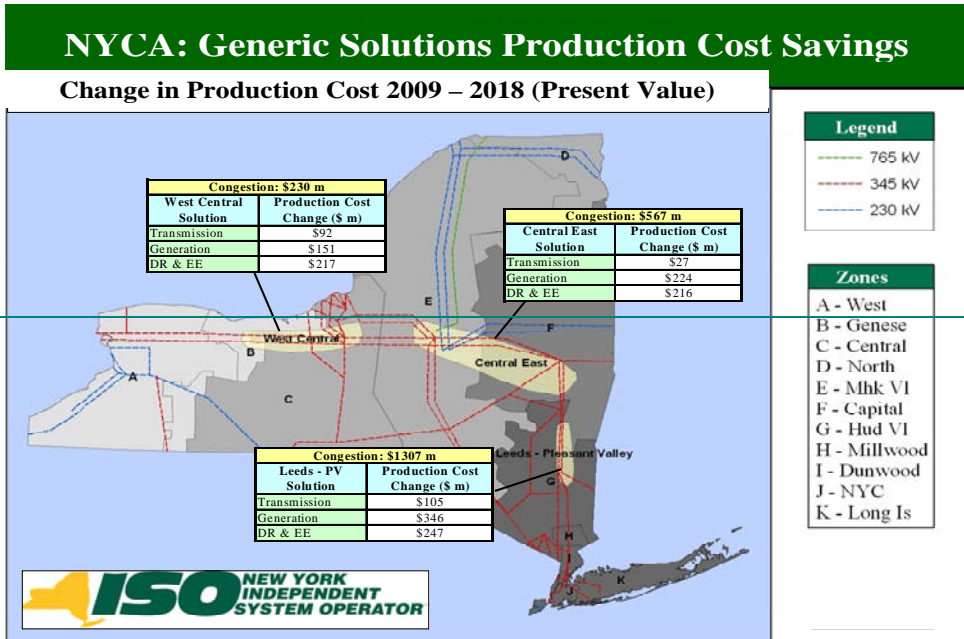 NYCA: Generic Solutions Production Cost Savings
Change in Production Cost 2009 – 2018 (Present Value)
Legend
765 kV
345 kV
230 kV
Congestion: $230 m
West Central Solution | Production Cost Change ($ m)
Transmission | $92
Generation | $151
DR & EE | $217
Congestion: $567 m
Central East Solution | Production Cost Change ($ m)
Transmission | $27
Generation | $224
DR & EE | $216
Zones
A - West
B - Genese
C - Central
D - North
E - Mhk Vl
F - Capital
G - Hud Vl
H - Millwood
I - Dunwood
J - NYC
K - Long Is
D
E
F
West Central
B
Central East
A
C
Congestion: $1307 m
Leeds - PV Solution | Production Cost Change ($ m)
Transmission | $105
Generation | $346
DR & EE | $247
Leeds - Pleasant Valley
G
H
I
K
J
ISO NEW YORK
INDEPENDENT
SYSTEM OPERATOR